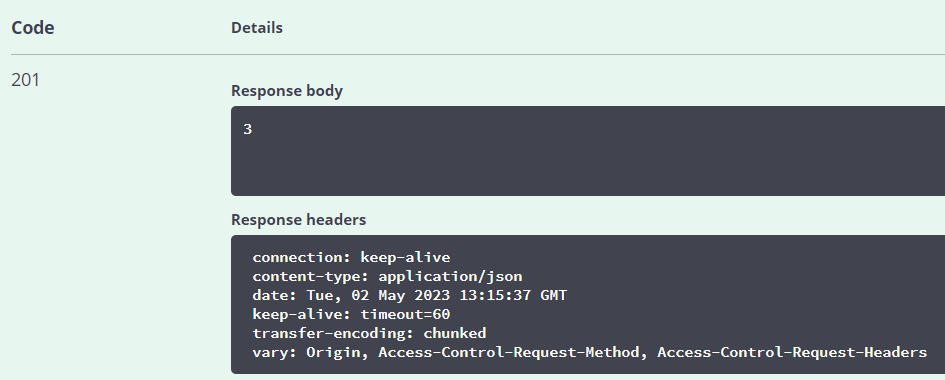 Code Details
201
Response body
3
Response headers
connection: keep-alive
content-type: application/json
date: Tue, 02 May 2023 13:15:37 GMT
keep-alive: timeout=60
transfer-encoding: chunked
vary: Origin, Access-Control-Request-Method, Access-Control-Request-Headers